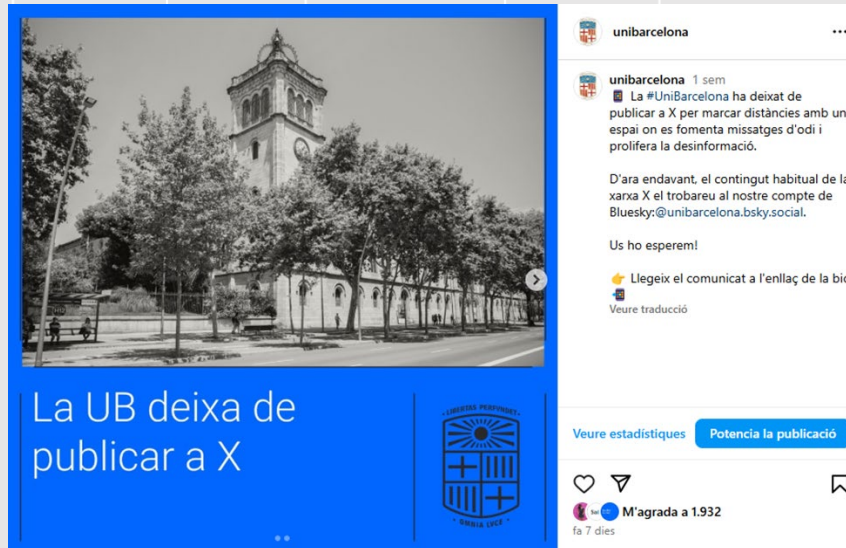 La UB deixa de
publicar a X
LIBERTAS PERFVNDET
OMNIA LVCE
unibarcelona
unibarcelona 1 sem
La #UniBarcelona ha deixat de
publicar a X per marcar distàncies amb un
espai on es fomenta missatges d'odi i
prolifera la desinformació.
D'ara endavant, el contingut habitual de la
xarxa X el trobareu al nostre compte de
Bluesky:@unibarcelona.bsky.social.
Us ho esperem!
Llegeix el comunicat a l'enllaç de la bio
Veure traducció
Veure estadístiques
Potencia la publicació
M'agrada a 1.932
fa 7 dies